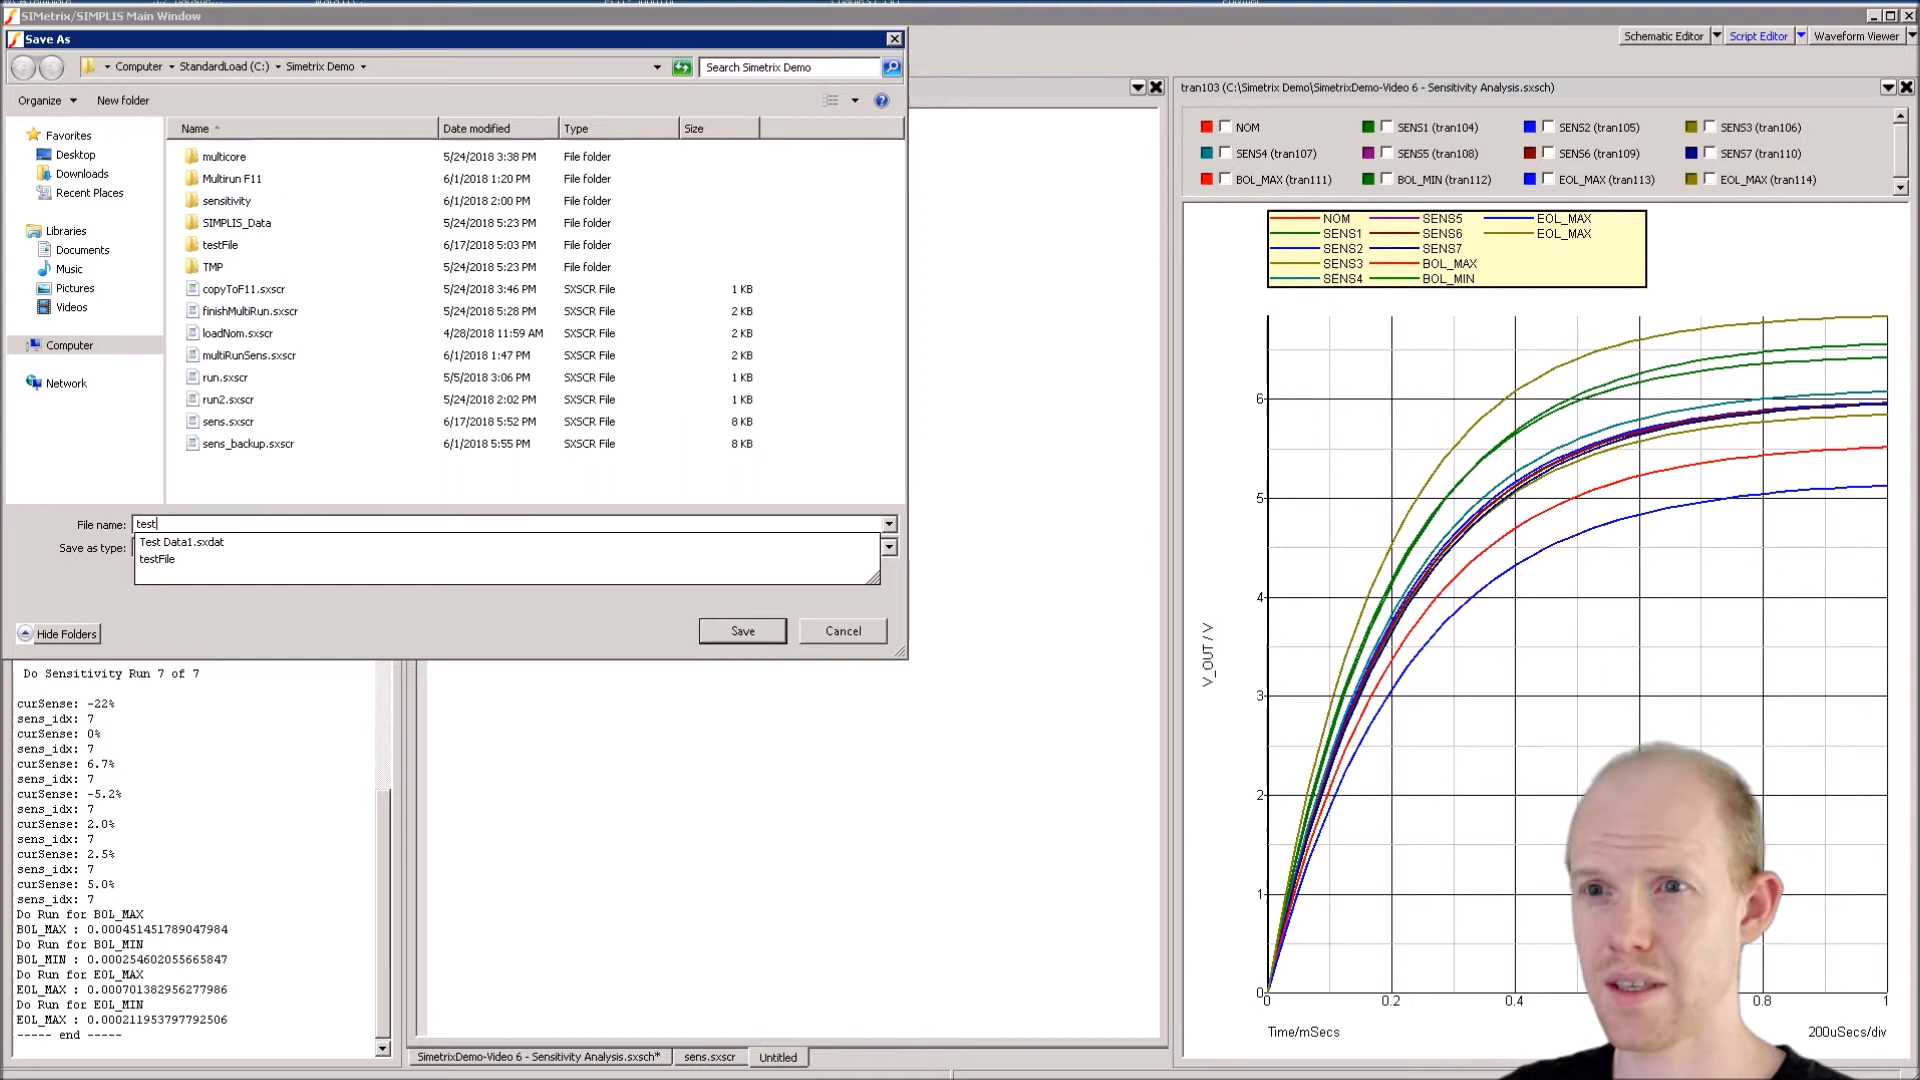 SIMetrix/SIMPLIS Main Window
Save As
Computer StandardLoad (C:) Simetrix Demo
Search Simetrix Demo
Organize New folder
Favorites
Desktop
Downloads
Recent Places
Libraries
Documents
Music
Pictures
Videos
Computer
Network
Name Date modified Type Size
multicore 5/24/2018 3:38 PM File folder
Multirun F11 6/1/2018 1:20 PM File folder
sensitivity 6/1/2018 2:00 PM File folder
SIMPLIS_Data 5/24/2018 5:23 PM File folder
testFile 6/17/2018 5:03 PM File folder
TMP 5/24/2018 5:23 PM File folder
copyToF11.sxscr 5/24/2018 3:46 PM SXSCR File 1 KB
finishMultiRun.sxscr 5/24/2018 5:28 PM SXSCR File 2 KB
loadNom.sxscr 4/28/2018 11:59 AM SXSCR File 2 KB
multiRunSens.sxscr 6/1/2018 1:47 PM SXSCR File 2 KB
run.sxscr 5/5/2018 3:06 PM SXSCR File 1 KB
run2.sxscr 5/24/2018 2:02 PM SXSCR File 1 KB
sens.sxscr 6/17/2018 5:52 PM SXSCR File 8 KB
sens_backup.sxscr 6/1/2018 5:55 PM SXSCR File 8 KB
File name: test
Save as type:
Test Data1.sxdat
testFile
Hide Folders
Save Cancel
Do Sensitivity Run 7 of 7
curSense: -22%
sens_idx: 7
curSense: 0%
sens_idx: 7
curSense: 6.7%
sens_idx: 7
curSense: -5.2%
sens_idx: 7
curSense: 2.0%
sens_idx: 7
curSense: 2.5%
sens_idx: 7
curSense: 5.0%
sens_idx: 7
Do Run for BOL_MAX
BOL_MAX : 0.000451451789047984
Do Run for BOL_MIN
BOL_MIN : 0.000254602055665847
Do Run for EOL_MAX
EOL_MAX : 0.000701382956277986
Do Run for EOL_MIN
EOL_MAX : 0.000211953797792506
----- end -----
SimetrixDemo-Video 6 - Sensitivity Analysis.sxsch* sens.sxscr Untitled
Schematic Editor Script Editor Waveform Viewer
tran103 (C:\Simetrix Demo\SimetrixDemo-Video 6 - Sensitivity Analysis.sxsch)
NOM SENS1 (tran104) SENS2 (tran105) SENS3 (tran106)
SENS4 (tran107) SENS5 (tran108) SENS6 (tran109) SENS7 (tran110)
BOL_MAX (tran111) BOL_MIN (tran112) EOL_MAX (tran113) EOL_MAX (tran114)
NOM SENS5 EOL_MAX
SENS1 SENS6 EOL_MAX
SENS2 SENS7
SENS3 BOL_MAX
SENS4 BOL_MIN
6
5
4
3
2
1
0
V_OUT / V
0 0.2 0.4 0.8 1
Time/mSecs 200uSecs/div